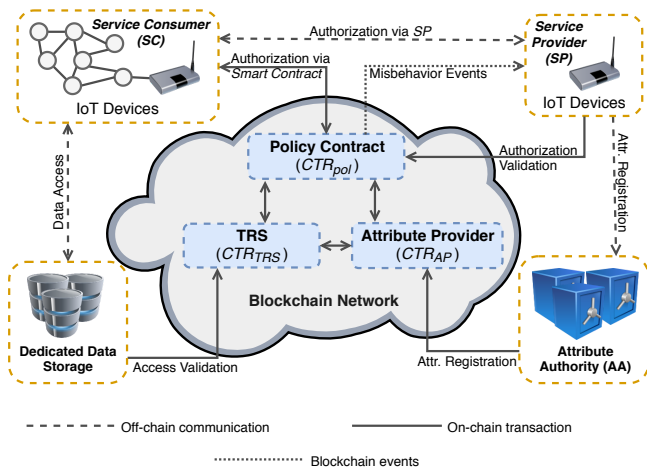 Service Consumer (SC)
IoT Devices
Authorization via SP
Service
Provider
(SP)
IoT Devices
Authorization via
Smart Contract
Misbehavior Events
Policy Contract
(CTRpol)
Authorization
Validation
Attr. Registration
Data Access
TRS
(CTRTRS)
Attribute Provider
(CTRAP)
Blockchain Network
Dedicated Data
Storage
Access Validation
Attr. Registration
Attribute
Authority (AA)
Off-chain communication
On-chain transaction
Blockchain events